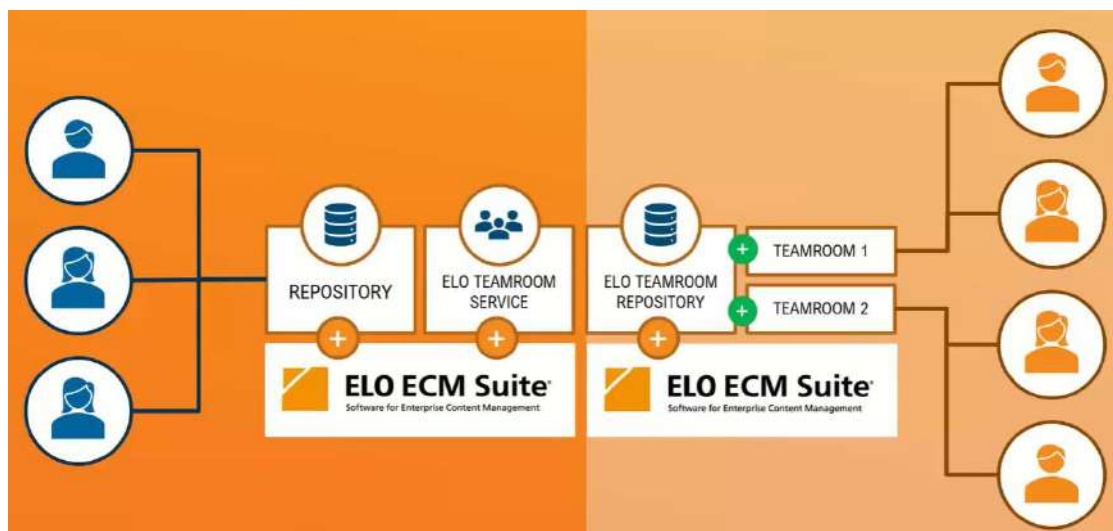 REPOSITORY
ELO TEAMROOM
SERVICE
ELO TEAMROOM
REPOSITORY
TEAMROOM 1
TEAMROOM 2
ELO ECM Suite®
Software for Enterprise Content Management
ELO ECM Suite®
Software for Enterprise Content Management